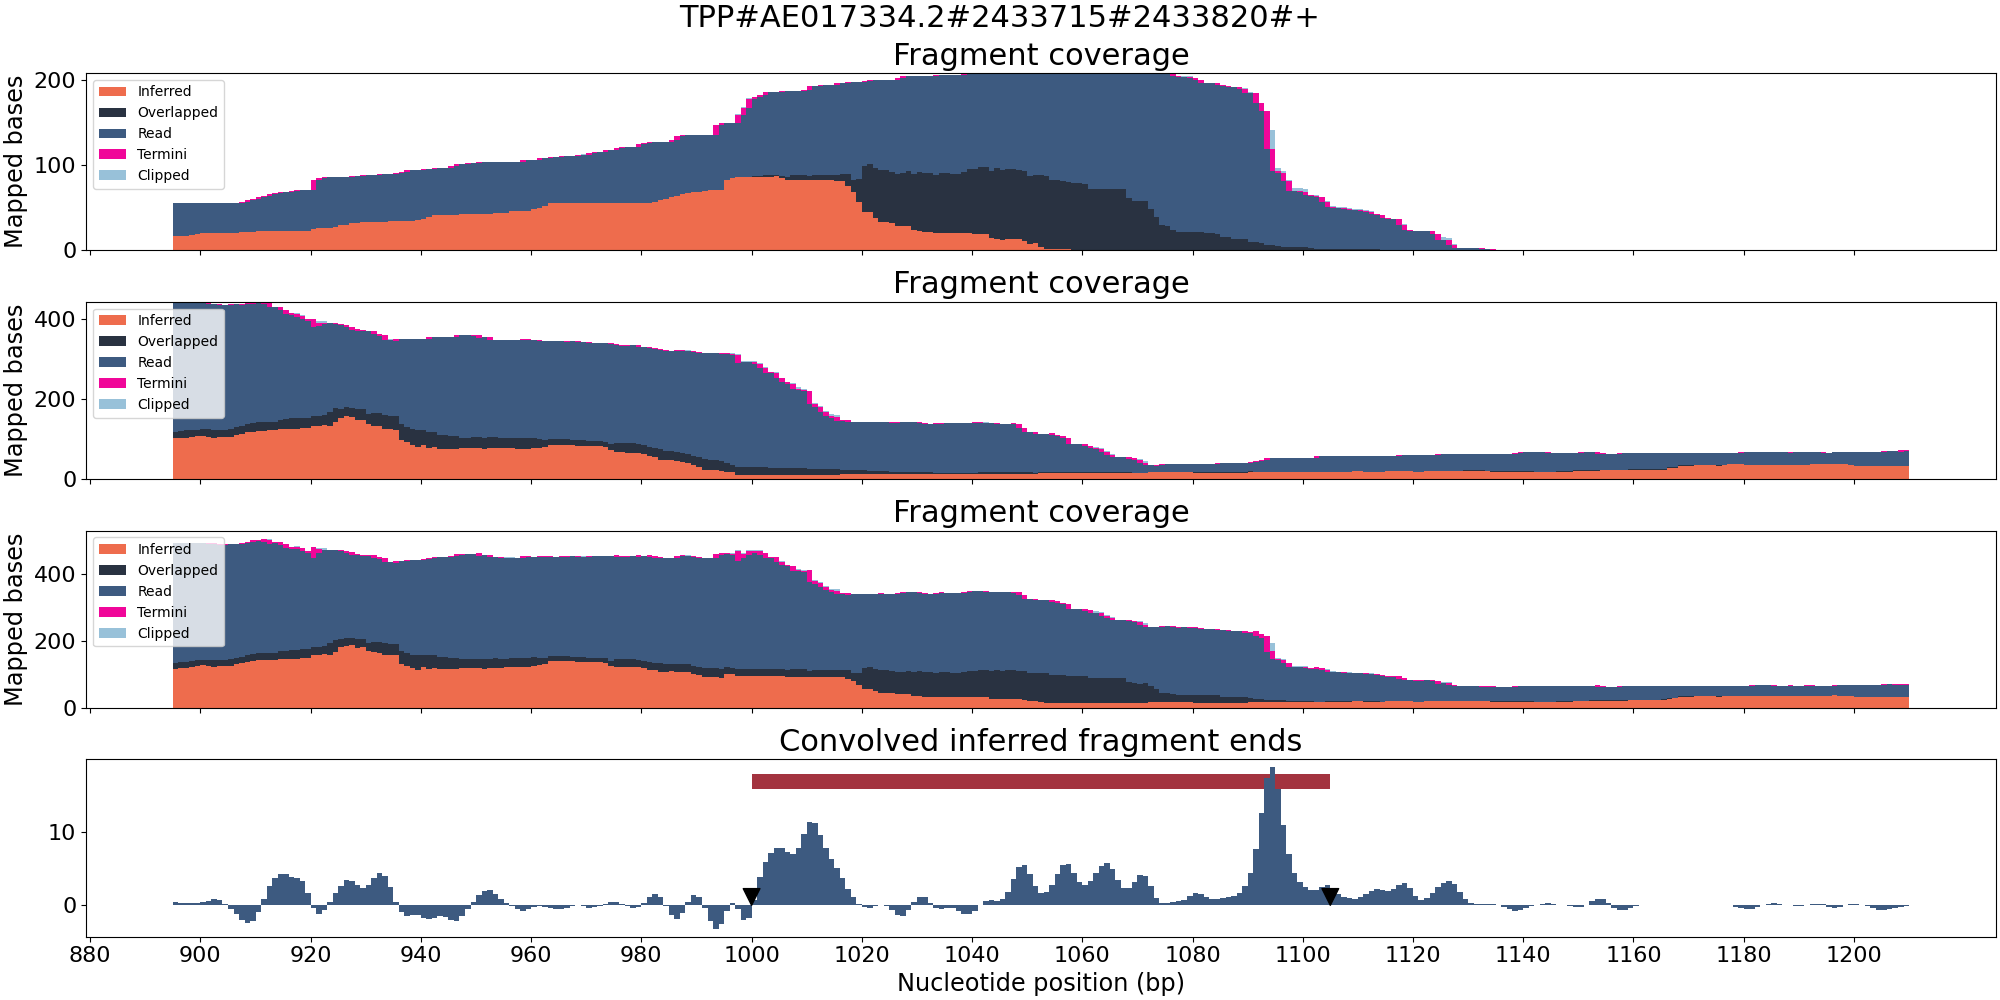 TPP#AE017334.2#2433715#2433820#+
Fragment coverage
Mapped bases
200
100
0
Inferred
Overlapped
Read
Termini
Clipped
Fragment coverage
Mapped bases
400
200
0
Inferred
Overlapped
Read
Termini
Clipped
Fragment coverage
Mapped bases
400
200
0
Inferred
Overlapped
Read
Termini
Clipped
Convolved inferred fragment ends
10
0
880 900 920 940 960 980 1000 1020 1040 1060 1080 1100 1120 1140 1160 1180 1200
Nucleotide position (bp)